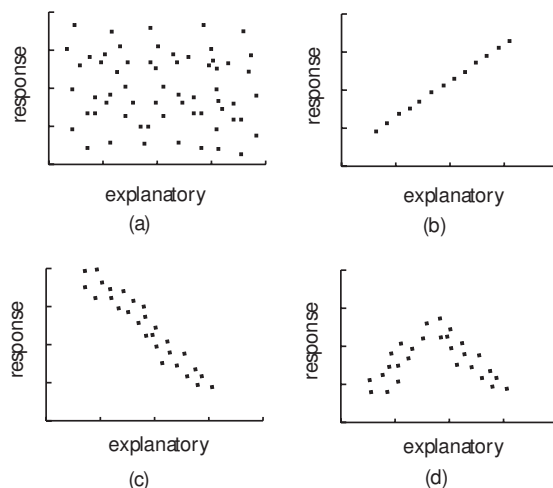 response
explanatory
(a)
response
explanatory
(b)
response
explanatory
(c)
response
explanatory
(d)